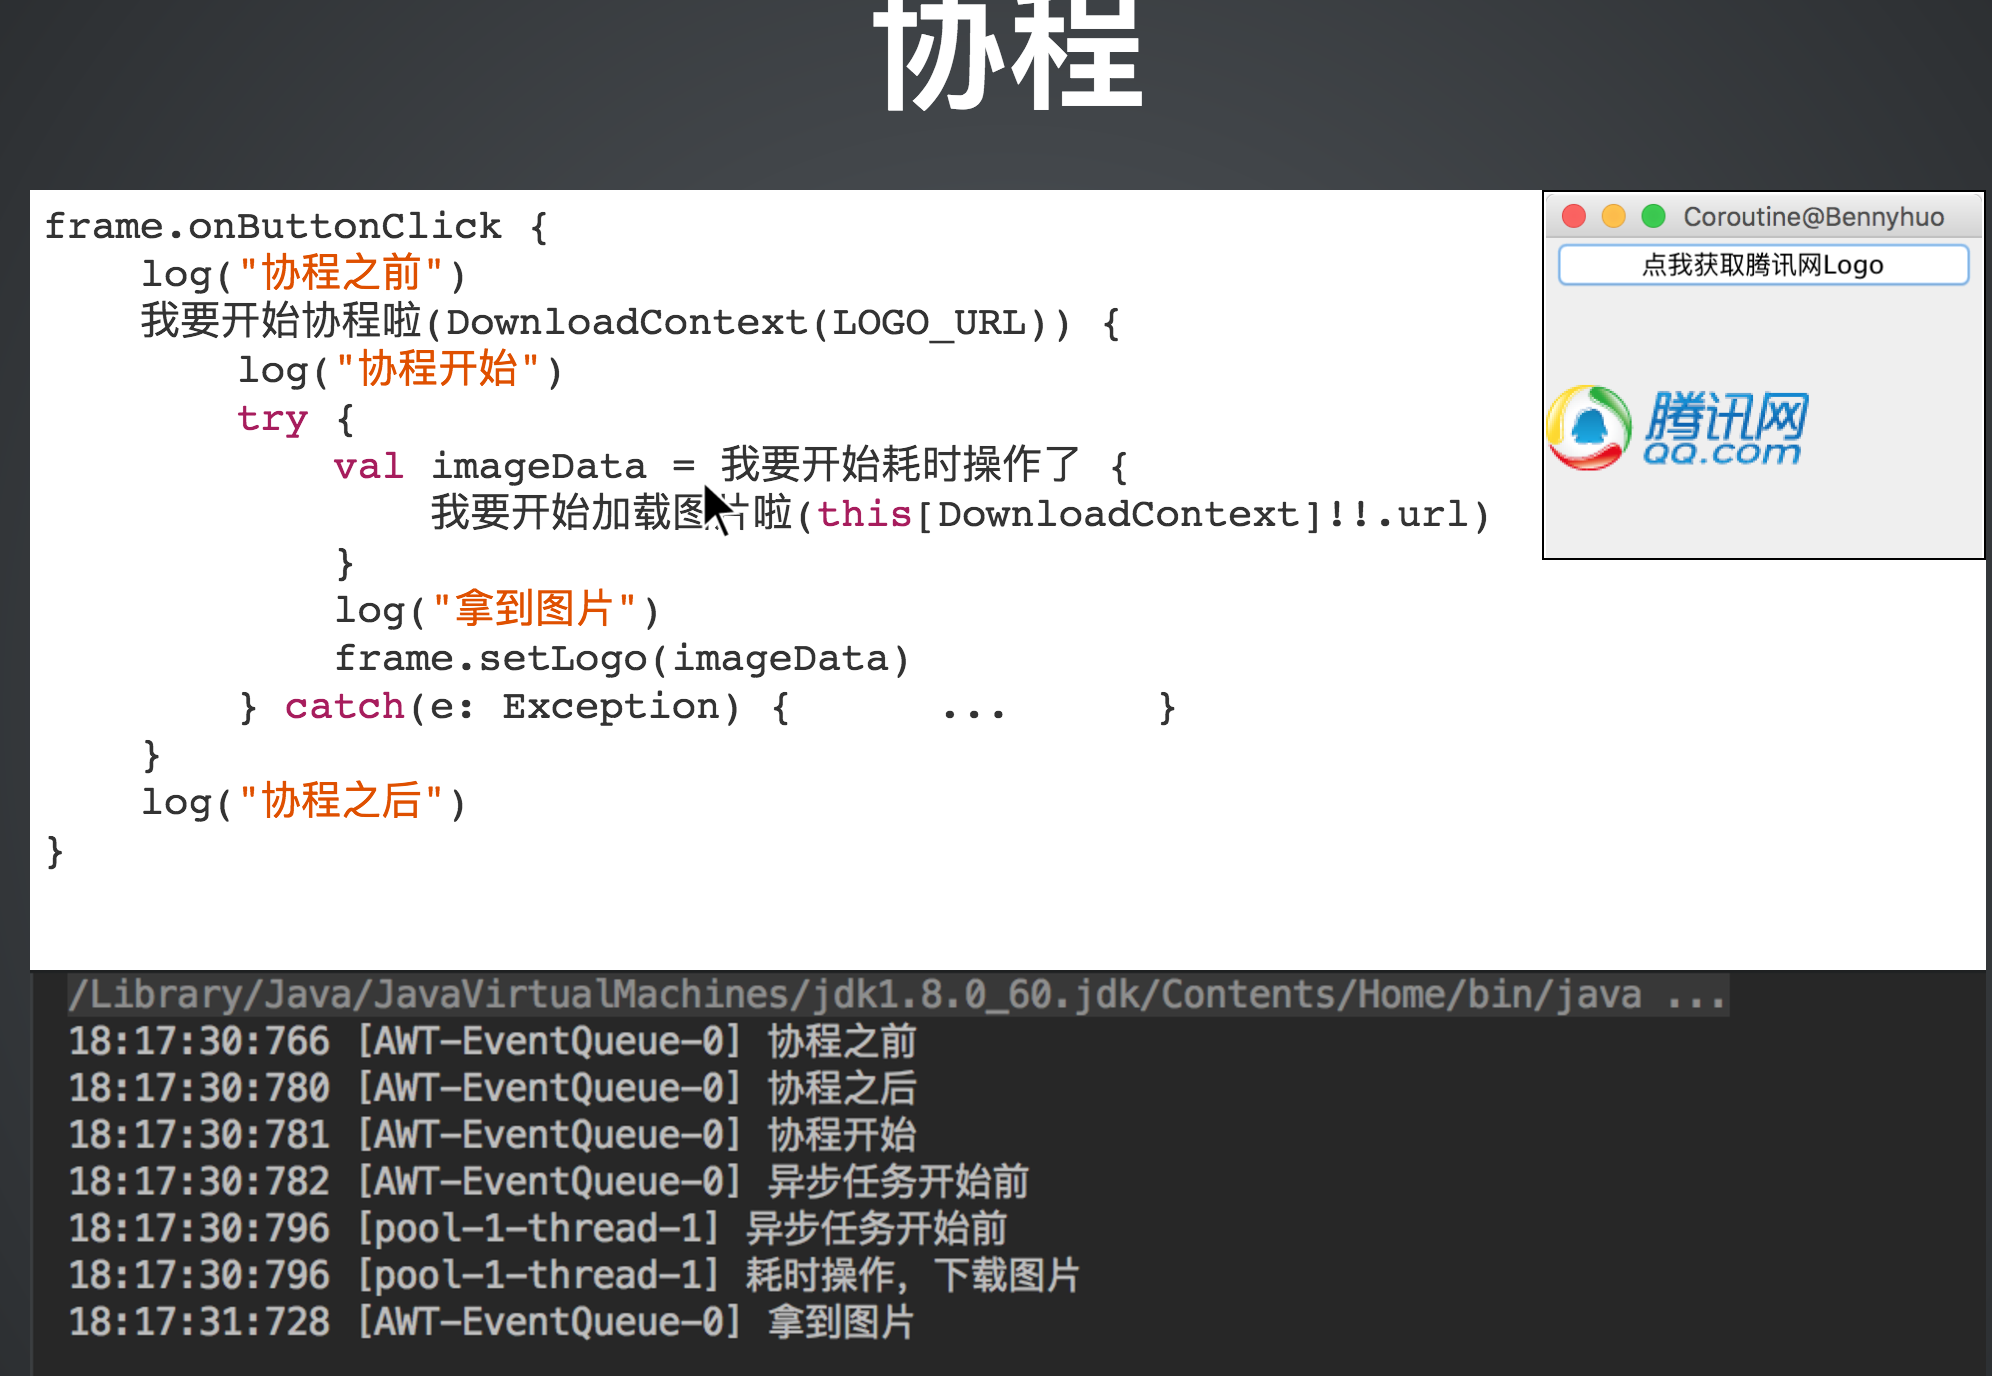 协程
frame.onButtonClick {
    log("协程之前")
    我要开始协程啦(DownloadContext(LOGO_URL)) {
        log("协程开始")
        try {
            val imageData = 我要开始耗时操作了 {
                我要开始加载图片啦(this[DownloadContext]!!.url)
            }
            log("拿到图片")
            frame.setLogo(imageData)
        } catch(e: Exception) {      ...      }
    }
    log("协程之后")
}
Coroutine@Bennyhuo
点我获取腾讯网Logo
腾讯网
QQ.com
/Library/Java/JavaVirtualMachines/jdk1.8.0_60.jdk/Contents/Home/bin/java ...
18:17:30:766 [AWT-EventQueue-0] 协程之前
18:17:30:780 [AWT-EventQueue-0] 协程之后
18:17:30:781 [AWT-EventQueue-0] 协程开始
18:17:30:782 [AWT-EventQueue-0] 异步任务开始前
18:17:30:796 [pool-1-thread-1] 异步任务开始前
18:17:30:796 [pool-1-thread-1] 耗时操作，下载图片
18:17:31:728 [AWT-EventQueue-0] 拿到图片